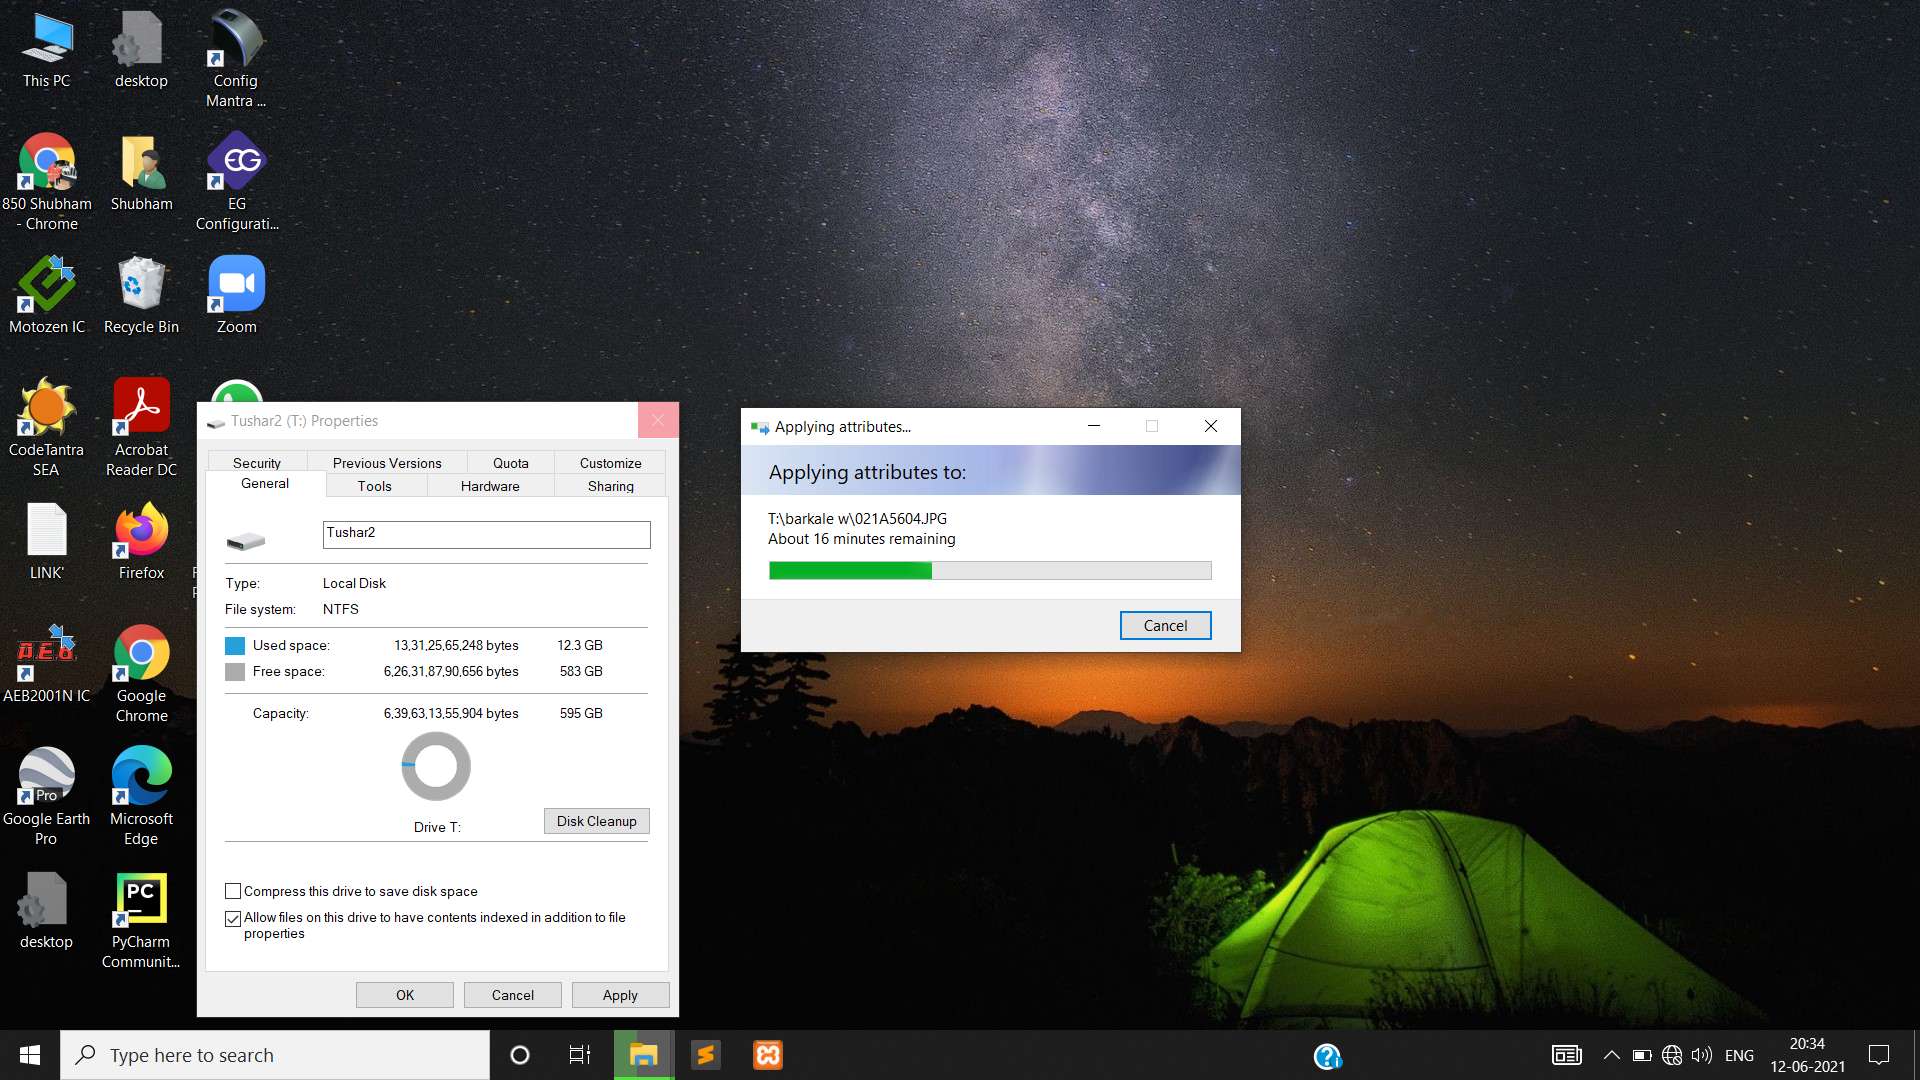 This PC
desktop
Config
Mantra ...
850 Shubham
- Chrome
Shubham
EG
EG
Configurati...
Motozen IC
Recycle Bin
Zoom
CodeTantra
SEA
Acrobat
Reader DC
LINK'
Firefox
AEB
AEB2001N IC
Google
Chrome
Pro
Google Earth
Pro
Microsoft
Edge
desktop
PC
PyCharm
Communit...
Tushar2 (T:) Properties
Security
Previous Versions
Quota
Customize
General
Tools
Hardware
Sharing
Tushar2
Type: Local Disk
File system: NTFS
Used space: 13,31,25,65,248 bytes 12.3 GB
Free space: 6,26,31,87,90,656 bytes 583 GB
Capacity: 6,39,63,13,55,904 bytes 595 GB
Drive T:
Disk Cleanup
Compress this drive to save disk space
Allow files on this drive to have contents indexed in addition to file
properties
OK
Cancel
Apply
Applying attributes...
Applying attributes to:
T:\barkale w\021A5604.JPG
About 16 minutes remaining
Cancel
Type here to search
ENG
20:34
12-06-2021